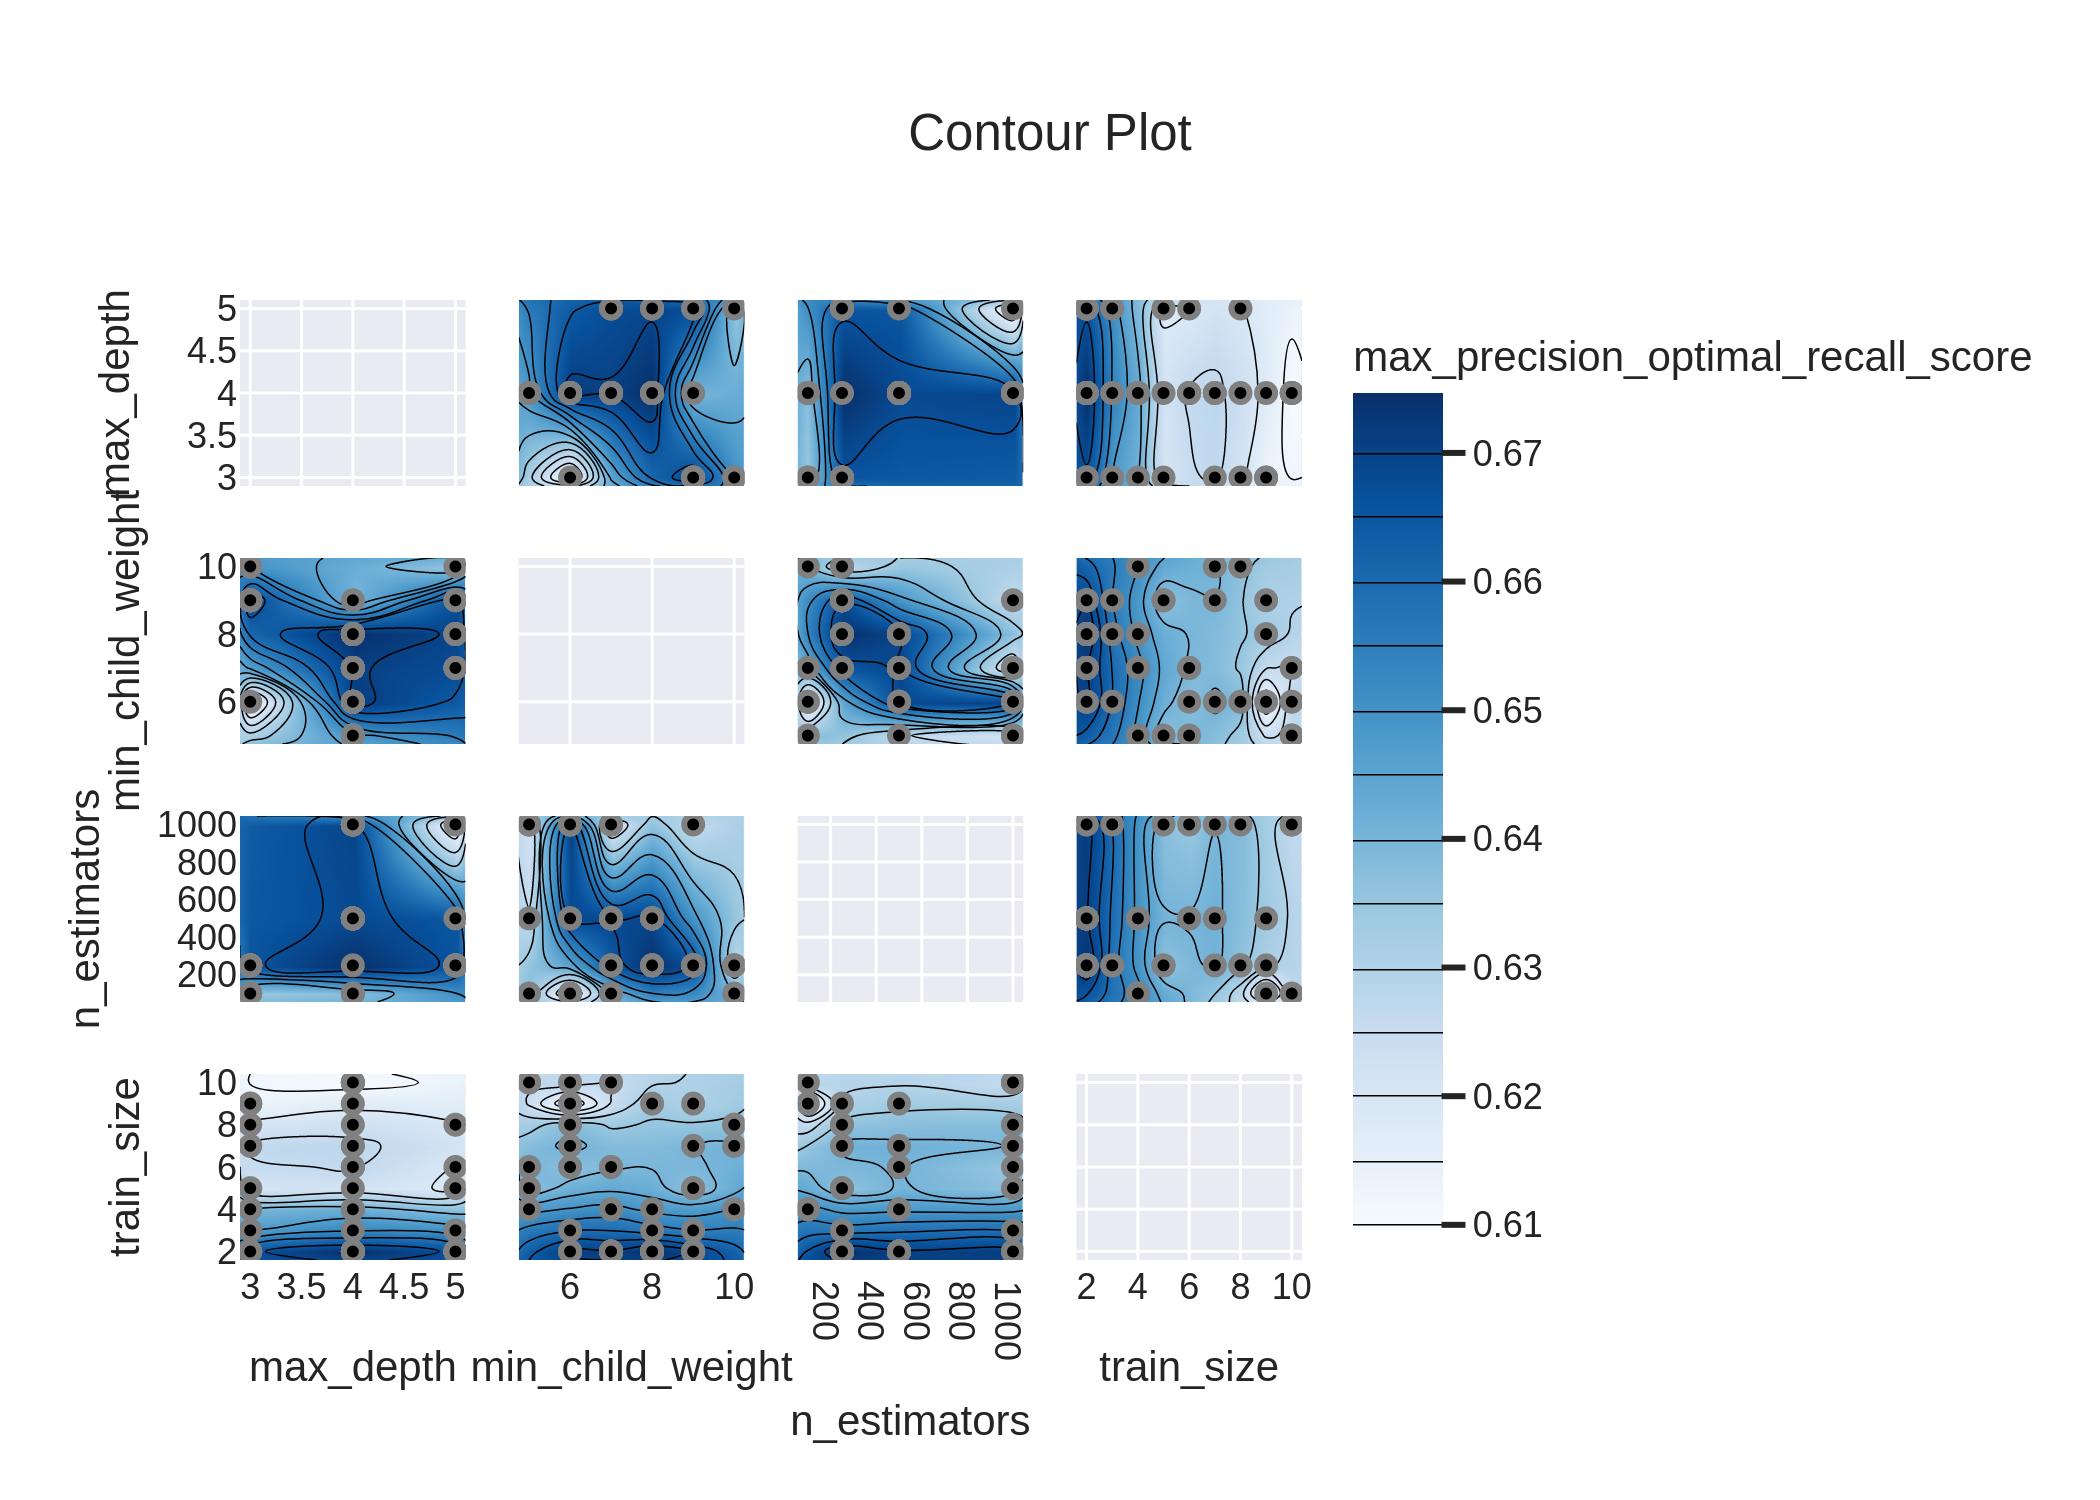 Contour Plot
max_depth
5
4.5
4
3.5
3
min_child_weight
10
8
6
n_estimators
1000
800
600
400
200
train_size
10
8
6
4
2
3 3.5 4 4.5 5
6 8 10
200 400 600 800 1000
2 4 6 8 10
max_depth min_child_weight train_size
n_estimators
max_precision_optimal_recall_score
0.67
0.66
0.65
0.64
0.63
0.62
0.61